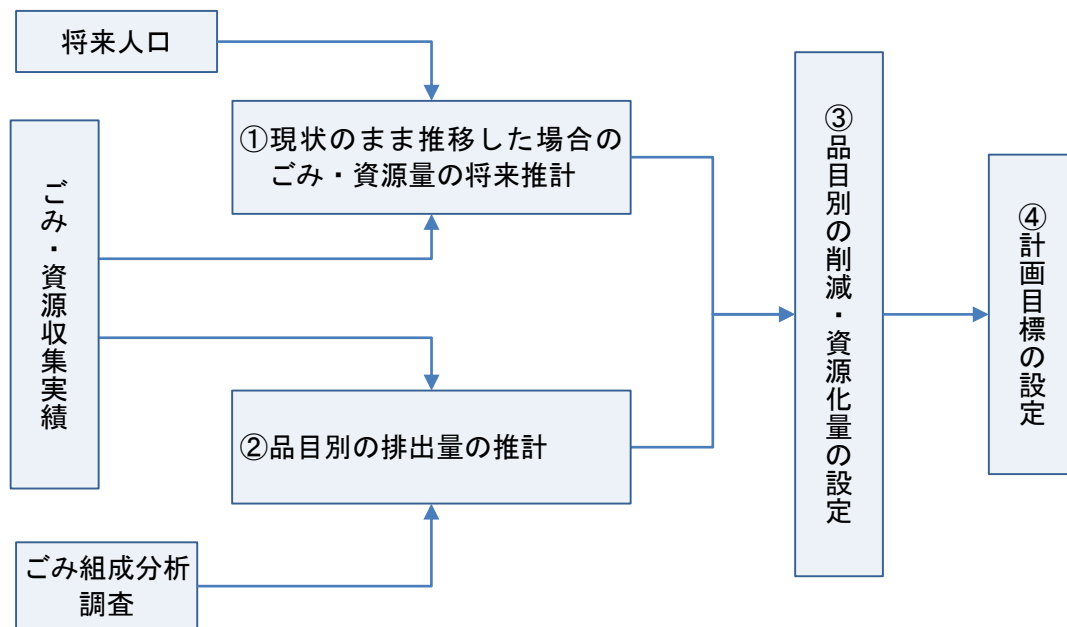 将来人口
ごみ・資源収集実績
ごみ組成分析
調査
①現状のまま推移した場合の
ごみ・資源量の将来推計
②品目別の排出量の推計
③品目別の削減・資源化量の設定
④計画目標の設定